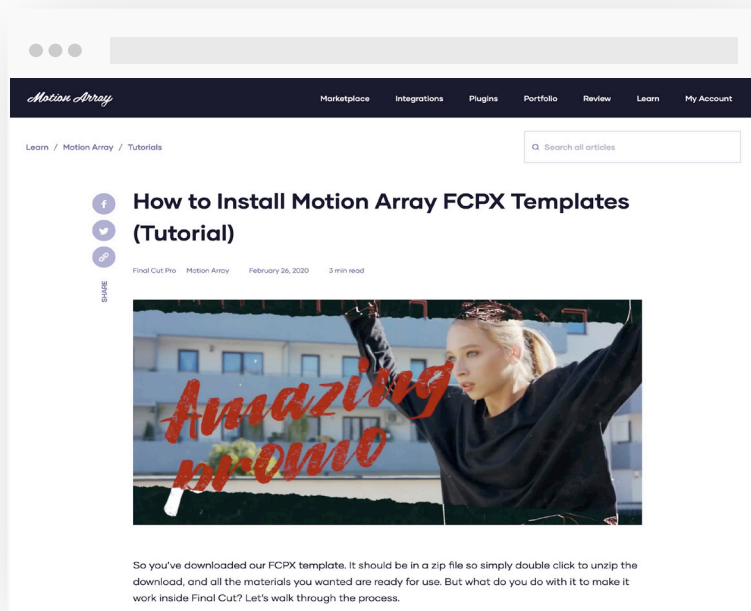 Motion Array
Marketplace Integrations Plugins Portfolio Review Learn My Account
Learn / Motion Array / Tutorials
Search all articles
How to Install Motion Array FCPX Templates
(Tutorial)
Final Cut Pro Motion Array February 26, 2020 3 min read
SHARE
Amazing
promo
So you've downloaded our FCPX template. It should be in a zip file so simply double click to unzip the
download, and all the materials you wanted are ready for use. But what do you do with it to make it
work inside Final Cut? Let's walk through the process.